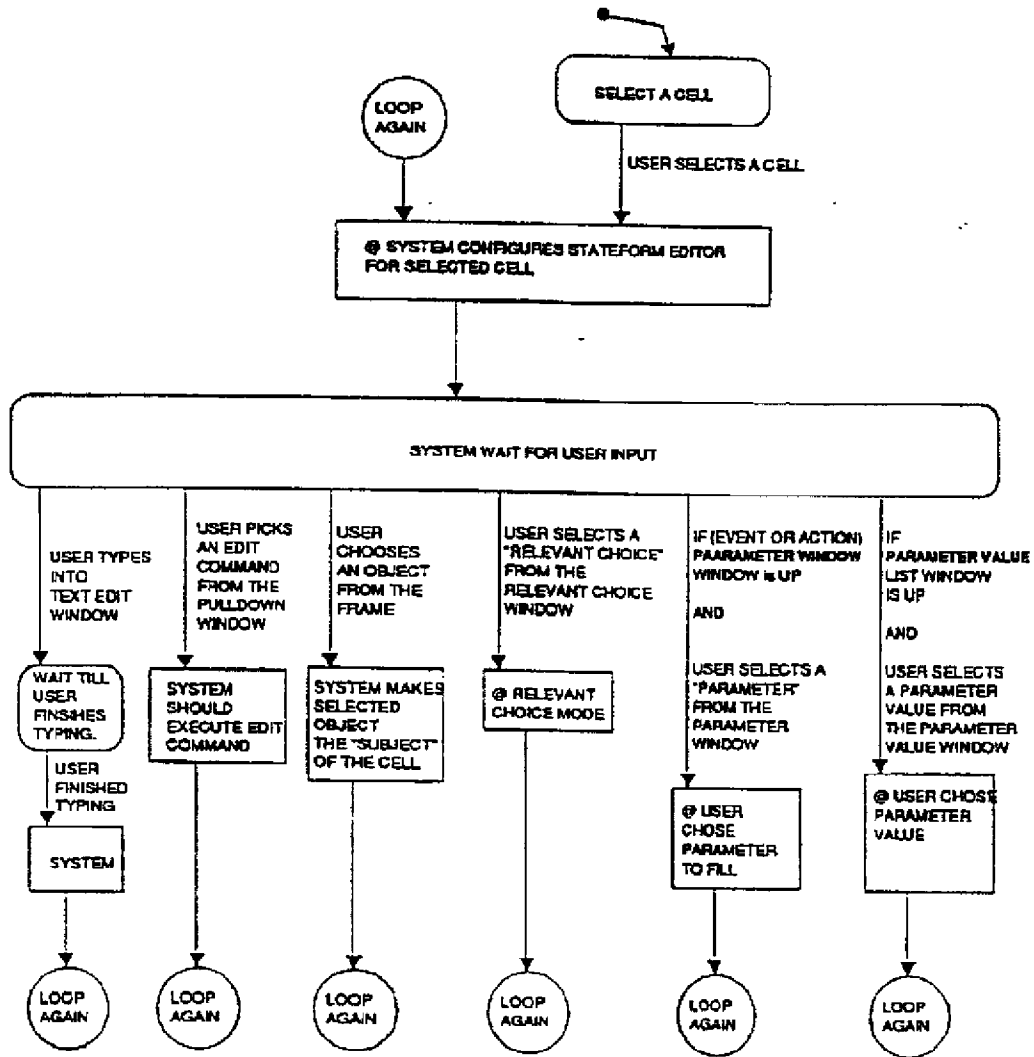 SELECT A CELL
LOOP
AGAIN
USER SELECTS A CELL
@ SYSTEM CONFIGURES STATEFORM EDITOR
FOR SELECTED CELL
SYSTEM WAIT FOR USER INPUT
USER TYPES
INTO
TEXT EDIT
WINDOW
USER PICKS
AN EDIT
COMMAND
FROM THE
PULLDOWN
WINDOW
USER
CHOOSES
AN OBJECT
FROM THE
FRAME
USER SELECTS A
"RELEVANT CHOICE"
FROM THE
RELEVANT CHOICE
WINDOW
IF (EVENT OR ACTION)
PAARAMETER WINDOW
WINDOW is UP
AND
USER SELECTS A
"PARAMETER"
FROM THE
PARAMETER
WINDOW
IF
PARAMETER VALUE
LIST WINDOW
IS UP
AND
USER SELECTS
A PARAMETER
VALUE FROM
THE PARAMETER
VALUE WINDOW
WAIT TILL
USER
FINSIHES
TYPING.
USER
FINISHED
TYPING
SYSTEM
SYSTEM
SHOULD
EXECUTE EDIT
COMMAND
SYSTEM MAKES
SELECTED
OBJECT
THE "SUBJECT"
OF THE CELL
@ RELEVANT
CHOICE MODE
@ USER
CHOSE
PARAMETER
TO FILL
@ USER CHOSE
PARAMETER
VALUE
LOOP
AGAIN
LOOP
AGAIN
LOOP
AGAIN
LOOP
AGAIN
LOOP
AGAIN
LOOP
AGAIN